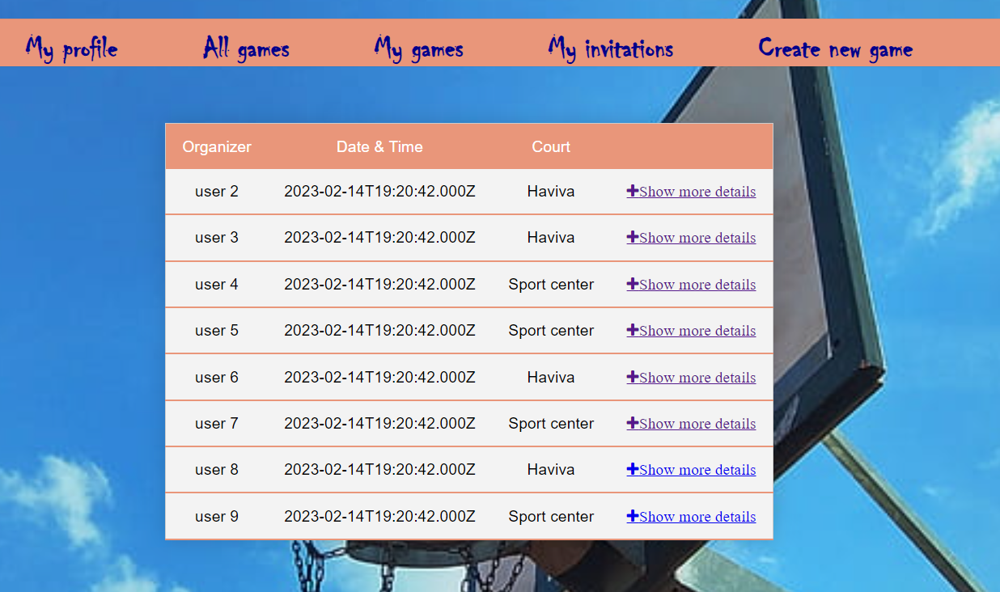 My profile All games My games My invitations Create new game
Organizer Date & Time Court
user 2 2023-02-14T19:20:42.000Z Haviva Show more details
user 3 2023-02-14T19:20:42.000Z Haviva Show more details
user 4 2023-02-14T19:20:42.000Z Sport center Show more details
user 5 2023-02-14T19:20:42.000Z Sport center Show more details
user 6 2023-02-14T19:20:42.000Z Haviva Show more details
user 7 2023-02-14T19:20:42.000Z Sport center Show more details
user 8 2023-02-14T19:20:42.000Z Haviva Show more details
user 9 2023-02-14T19:20:42.000Z Sport center Show more details